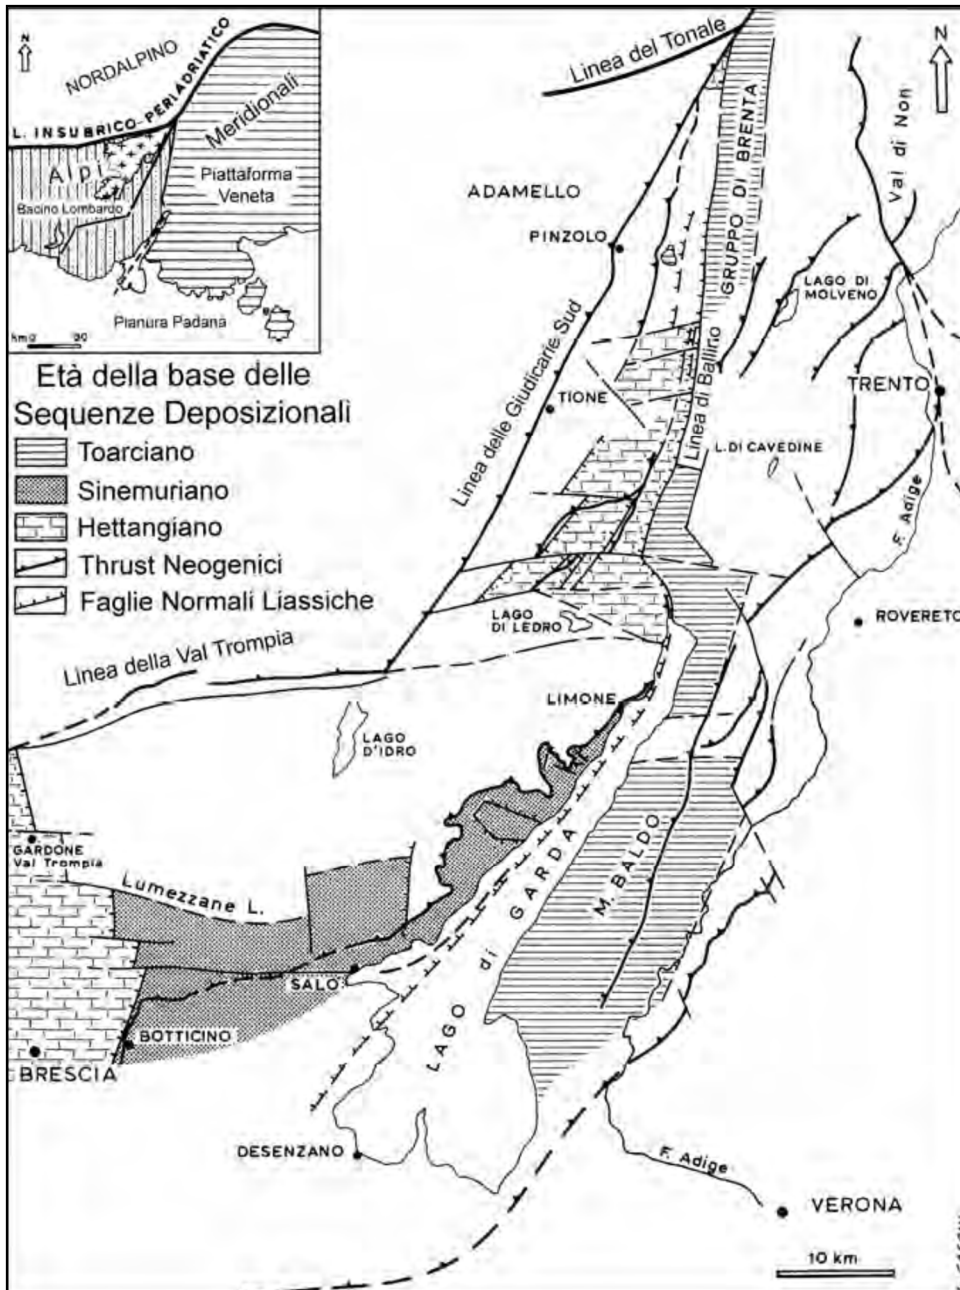 N
NORDALPINO
L. INSUBRICO-PERIADRIATICO
Meridionali
Alpi
Piattaforma
Veneta
Bacino Lombardo
Pianura Padana
km 0 20
Età della base delle
Sequenze Deposizionali
Toarciano
Sinemuriano
Hettangiano
Thrust Neogenici
Faglie Normali Liassiche
Linea del Tonale
N
Val di Non
GRUPPO DI BRENTA
ADAMELLO
PINZOLO
LAGO DI
MOLVENO
Linea delle Giudicarie Sud
Linea di Ballino
TRENTO
TIONE
L. DI CAVEDINE
F. Adige
LAGO
DI LEDRO
ROVERETO
Linea della Val Trompia
LIMONE
LAGO
D'IDRO
GARDONE
Val Trompia
Lumezzane L.
M. BALDO
LAGO di GARDA
SALO'
BOTTICINO
BRESCIA
DESENZANO
F. Adige
VERONA
10 km